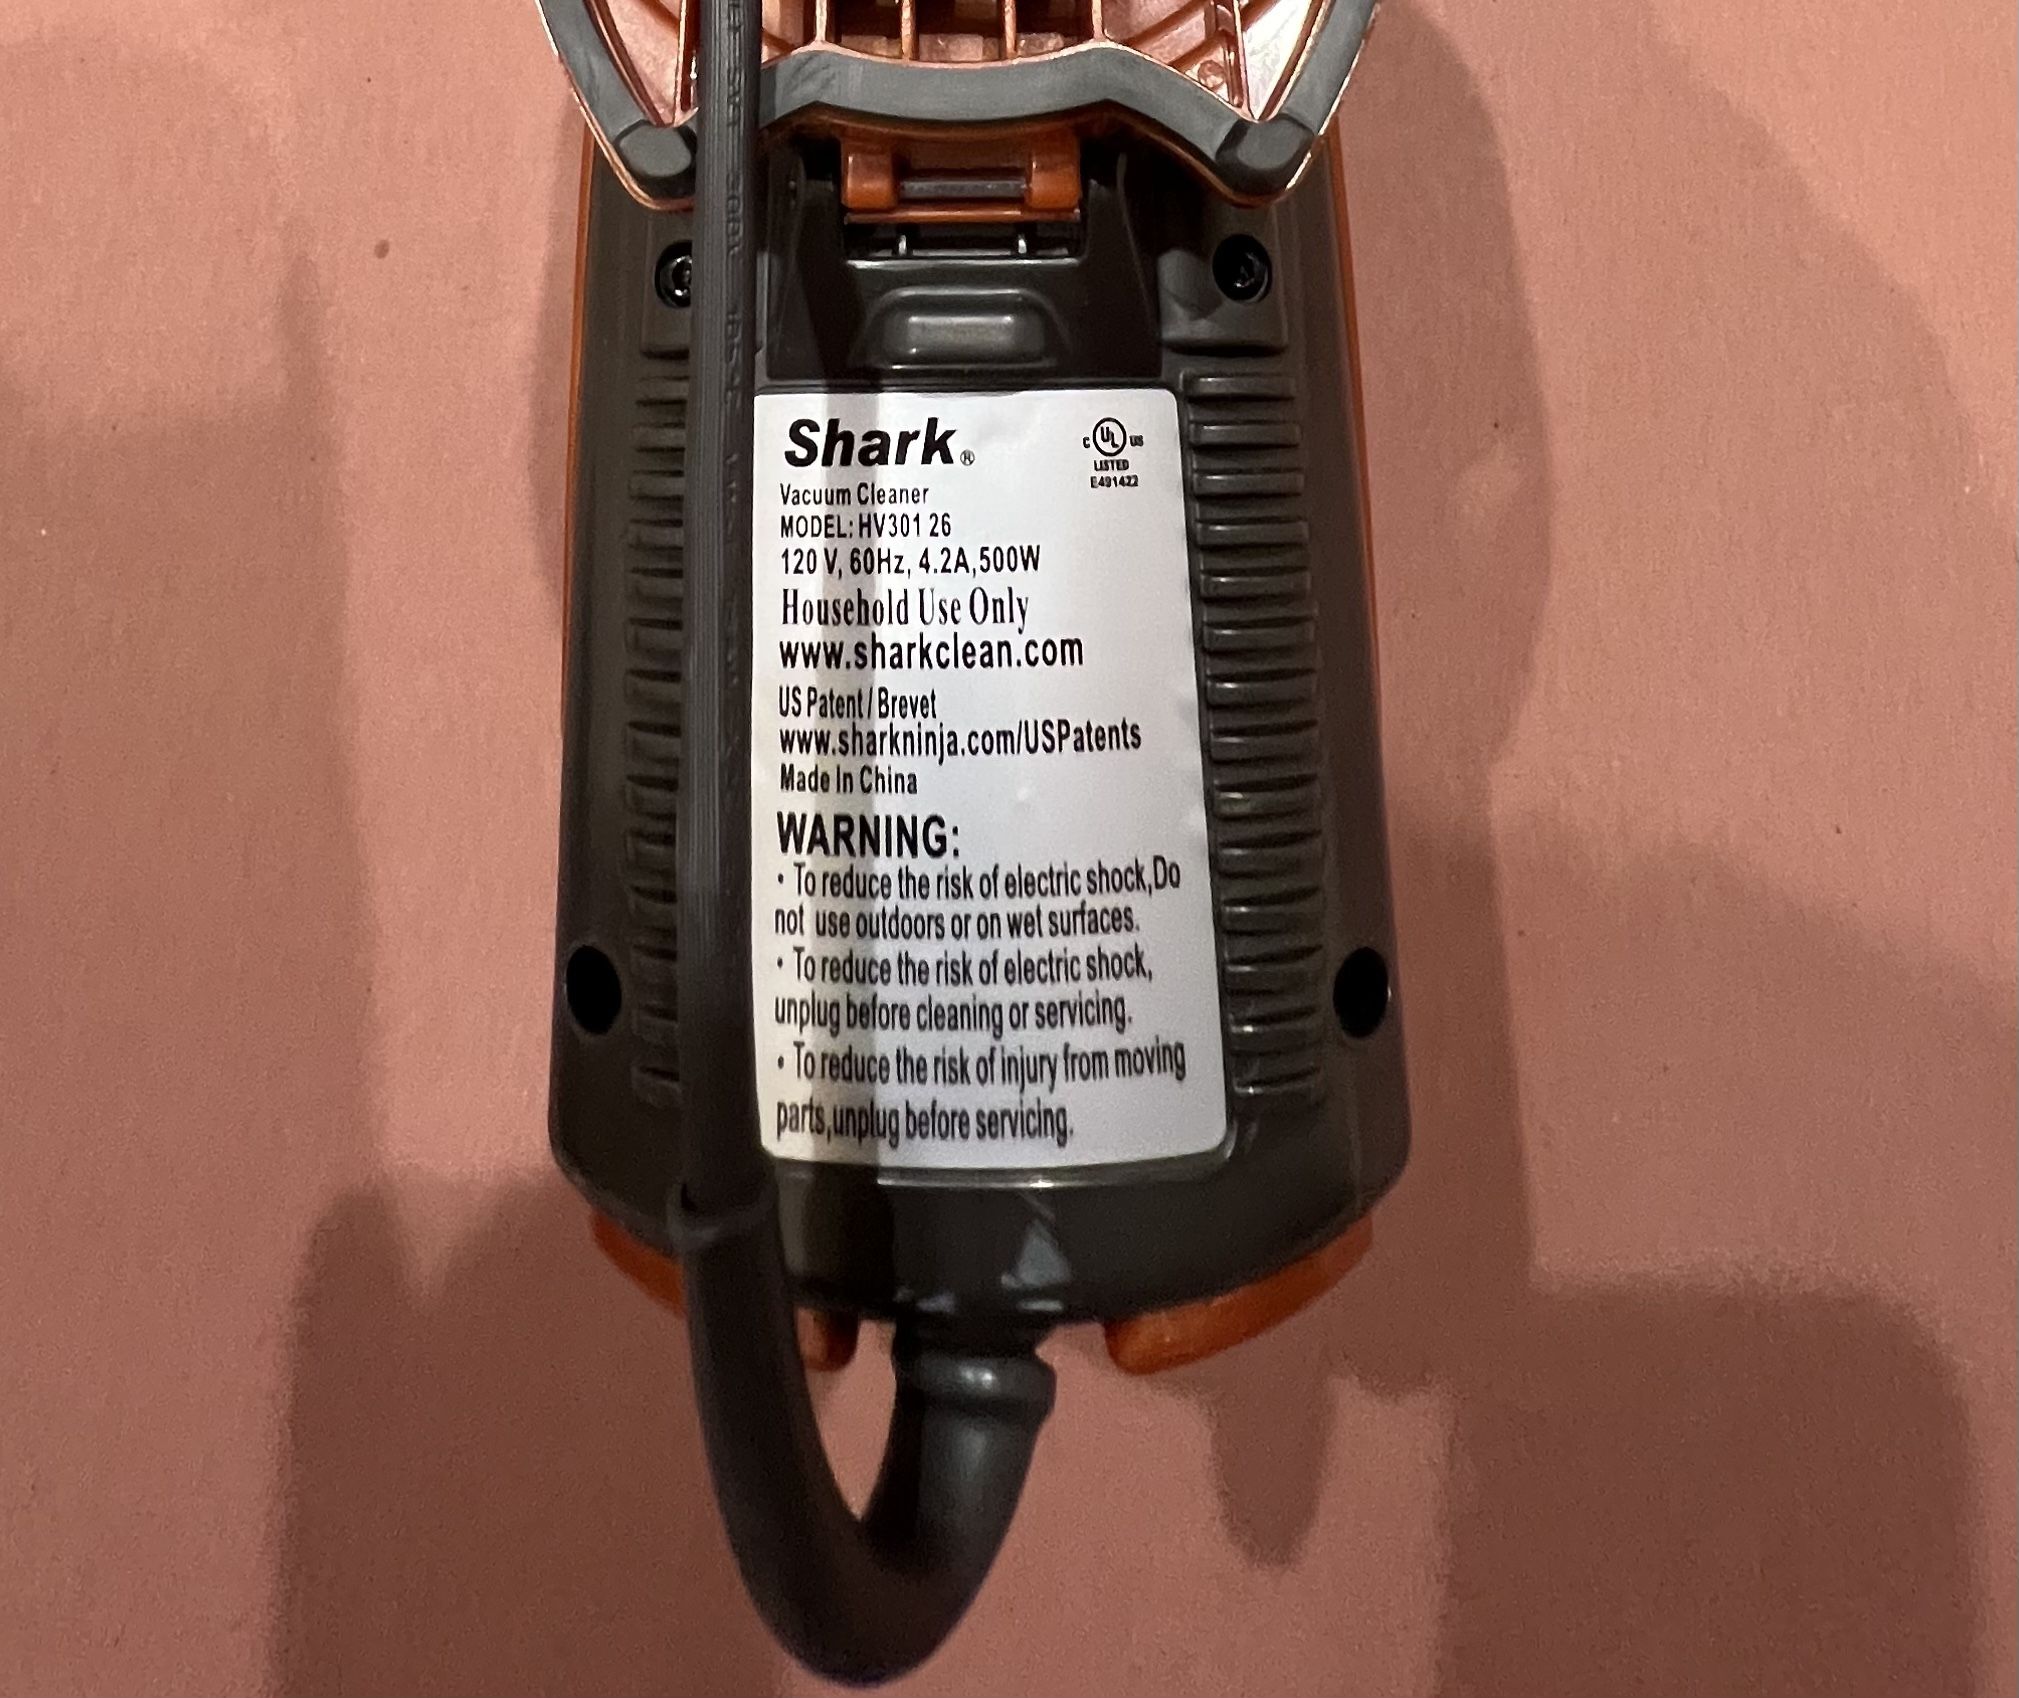 Shark®
c UL us
LISTED
E491422
Vacuum Cleaner
MODEL: HV301 26
120 V, 60Hz, 4.2A,500W
Household Use Only
www.sharkclean.com
US Patent / Brevet
www.sharkninja.com/USPatents
Made In China
WARNING:
• To reduce the risk of electric shock,Do
not use outdoors or on wet surfaces.
• To reduce the risk of electric shock,
unplug before cleaning or servicing.
• To reduce the risk of injury from moving
parts,unplug before servicing.